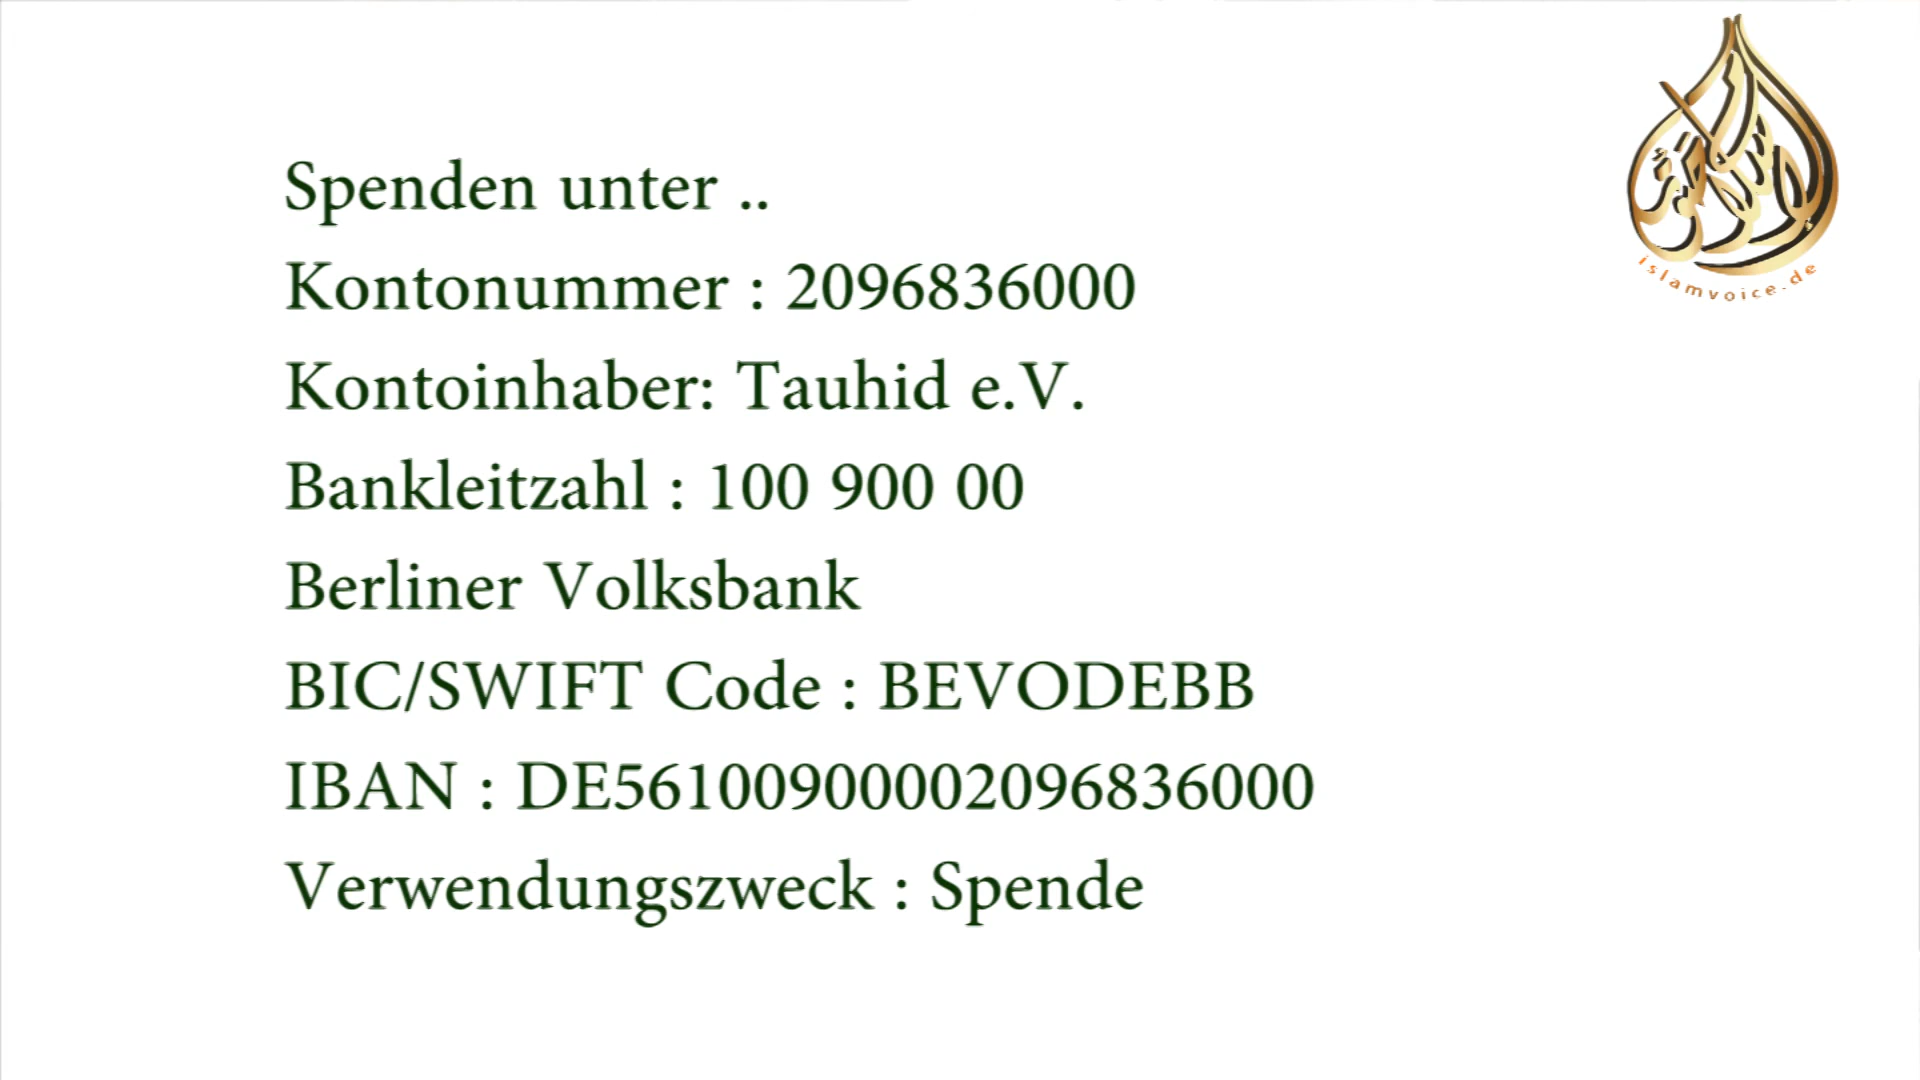 Spenden unter ..
Kontonummer : 2096836000
Kontoinhaber: Tauhid e.V.
Bankleitzahl : 100 900 00
Berliner Volksbank
BIC/SWIFT Code : BEVODEBB
IBAN : DE56100900002096836000
Verwendungszweck : Spende
islamvoice.de